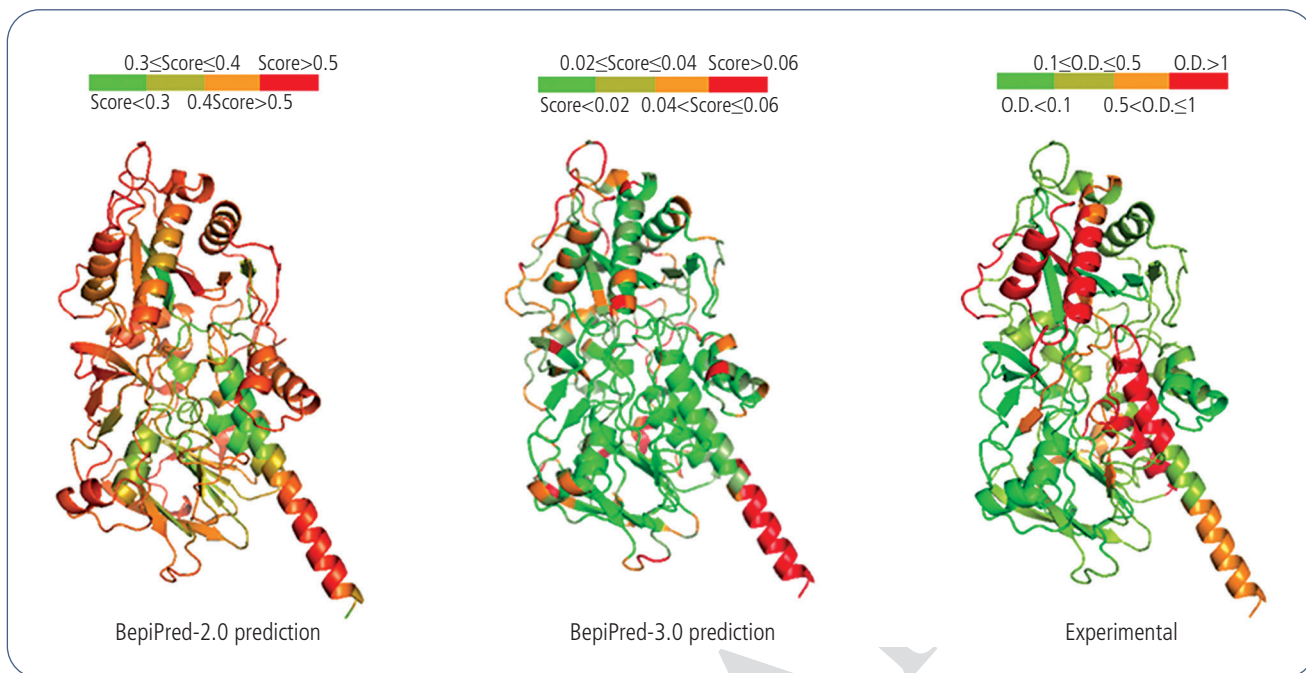 0.3≤Score≤0.4 Score>0.5
Score<0.3 0.4Score>0.5
BepiPred-2.0 prediction
0.02≤Score≤0.04 Score>0.06
Score<0.02 0.04<Score≤0.06
BepiPred-3.0 prediction
0.1≤O.D.≤0.5 O.D.>1
O.D.<0.1 0.5<O.D.≤1
Experimental